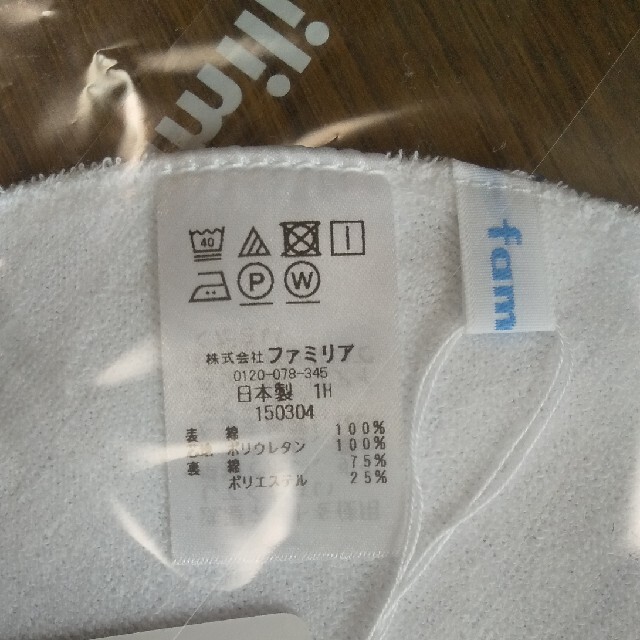 40
P W
株式会社 ファミリア
0120-078-345
日本製 1H
150304
表 綿 100%
ポリウレタン 100%
裏 綿 75%
ポリエステル 25%
fam